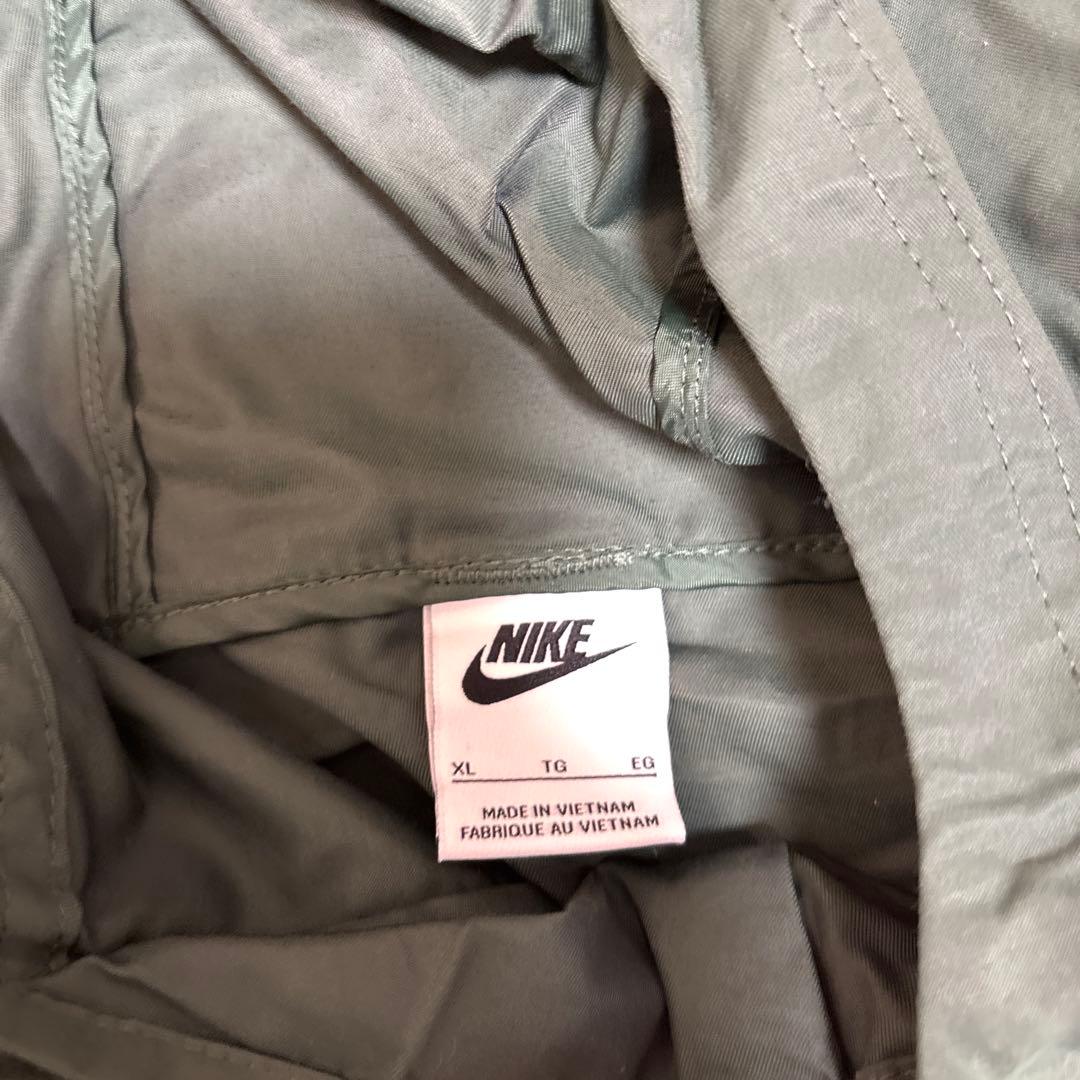 NIKE
XL TG EG
MADE IN VIETNAM
FABRIQUE AU VIETNAM